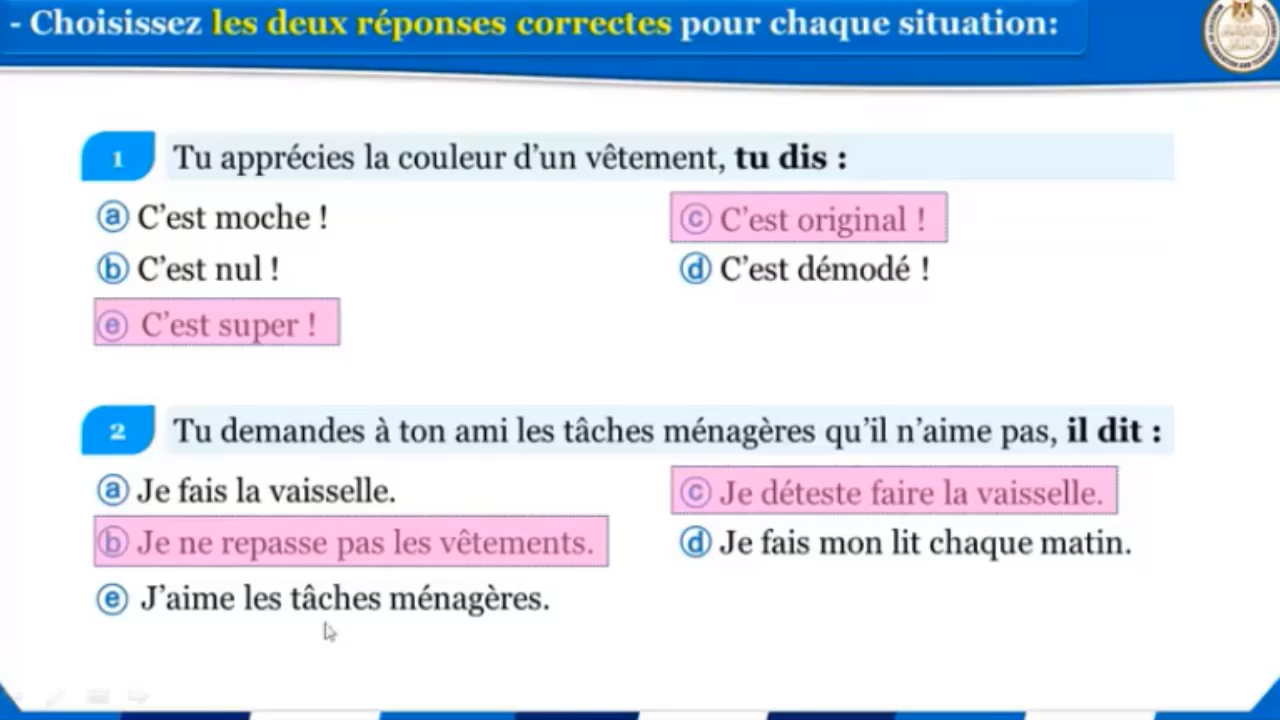 - Choisissez les deux réponses correctes pour chaque situation:
1 Tu apprécies la couleur d'un vêtement, tu dis :
ⓐ C'est moche !
ⓒ C'est original !
ⓑ C'est nul !
ⓓ C'est démodé !
ⓔ C'est super !
2 Tu demandes à ton ami les tâches ménagères qu'il n'aime pas, il dit :
ⓐ Je fais la vaisselle.
ⓒ Je déteste faire la vaisselle.
ⓑ Je ne repasse pas les vêtements.
ⓓ Je fais mon lit chaque matin.
ⓔ J'aime les tâches ménagères.